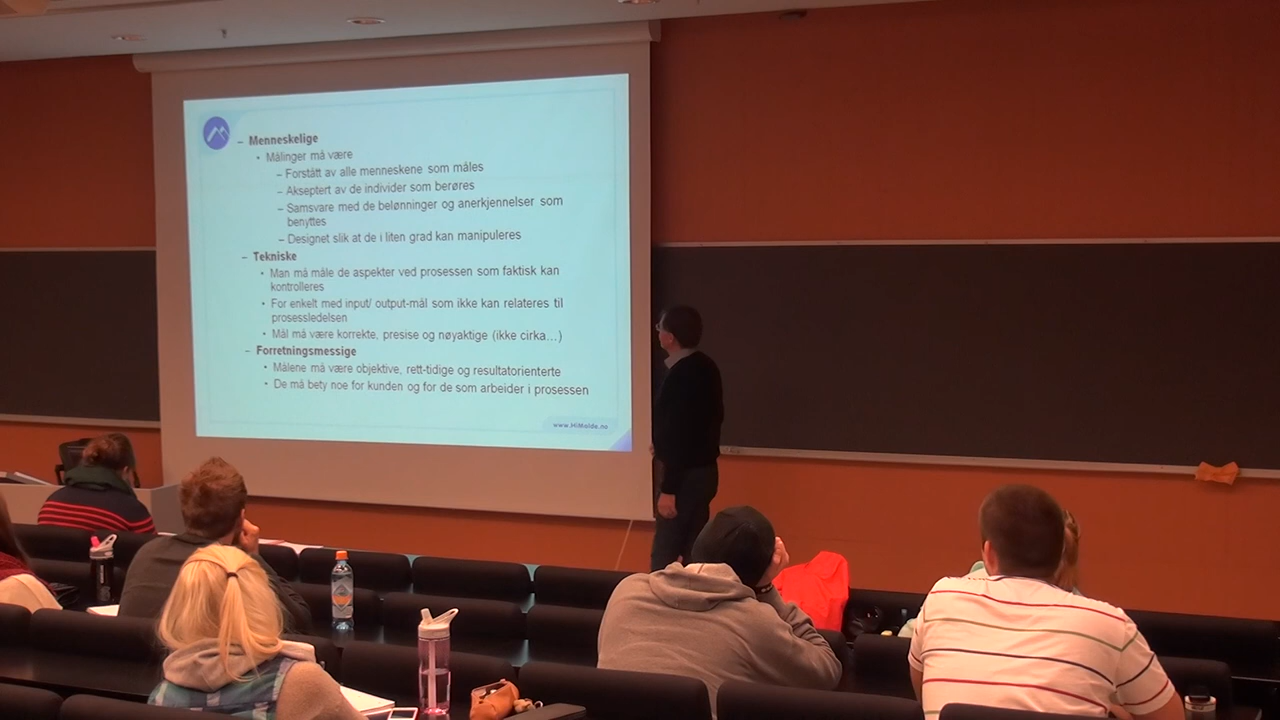 – Menneskelige
• Målinger må være
– Forstått av alle menneskene som måles
– Akseptert av de individer som berøres
– Samsvare med de belønninger og anerkjennelser som
benyttes
– Designet slik at de i liten grad kan manipuleres
– Tekniske
• Man må måle de aspekter ved prosessen som faktisk kan
kontrolleres
• For enkelt med input/ output-mål som ikke kan relateres til
prosessledelsen
• Mål må være korrekte, presise og nøyaktige (ikke cirka…)
– Forretningsmessige
• Målene må være objektive, rett-tidige og resultatorienterte
• De må bety noe for kunden og for de som arbeider i prosessen
www.HiMolde.no